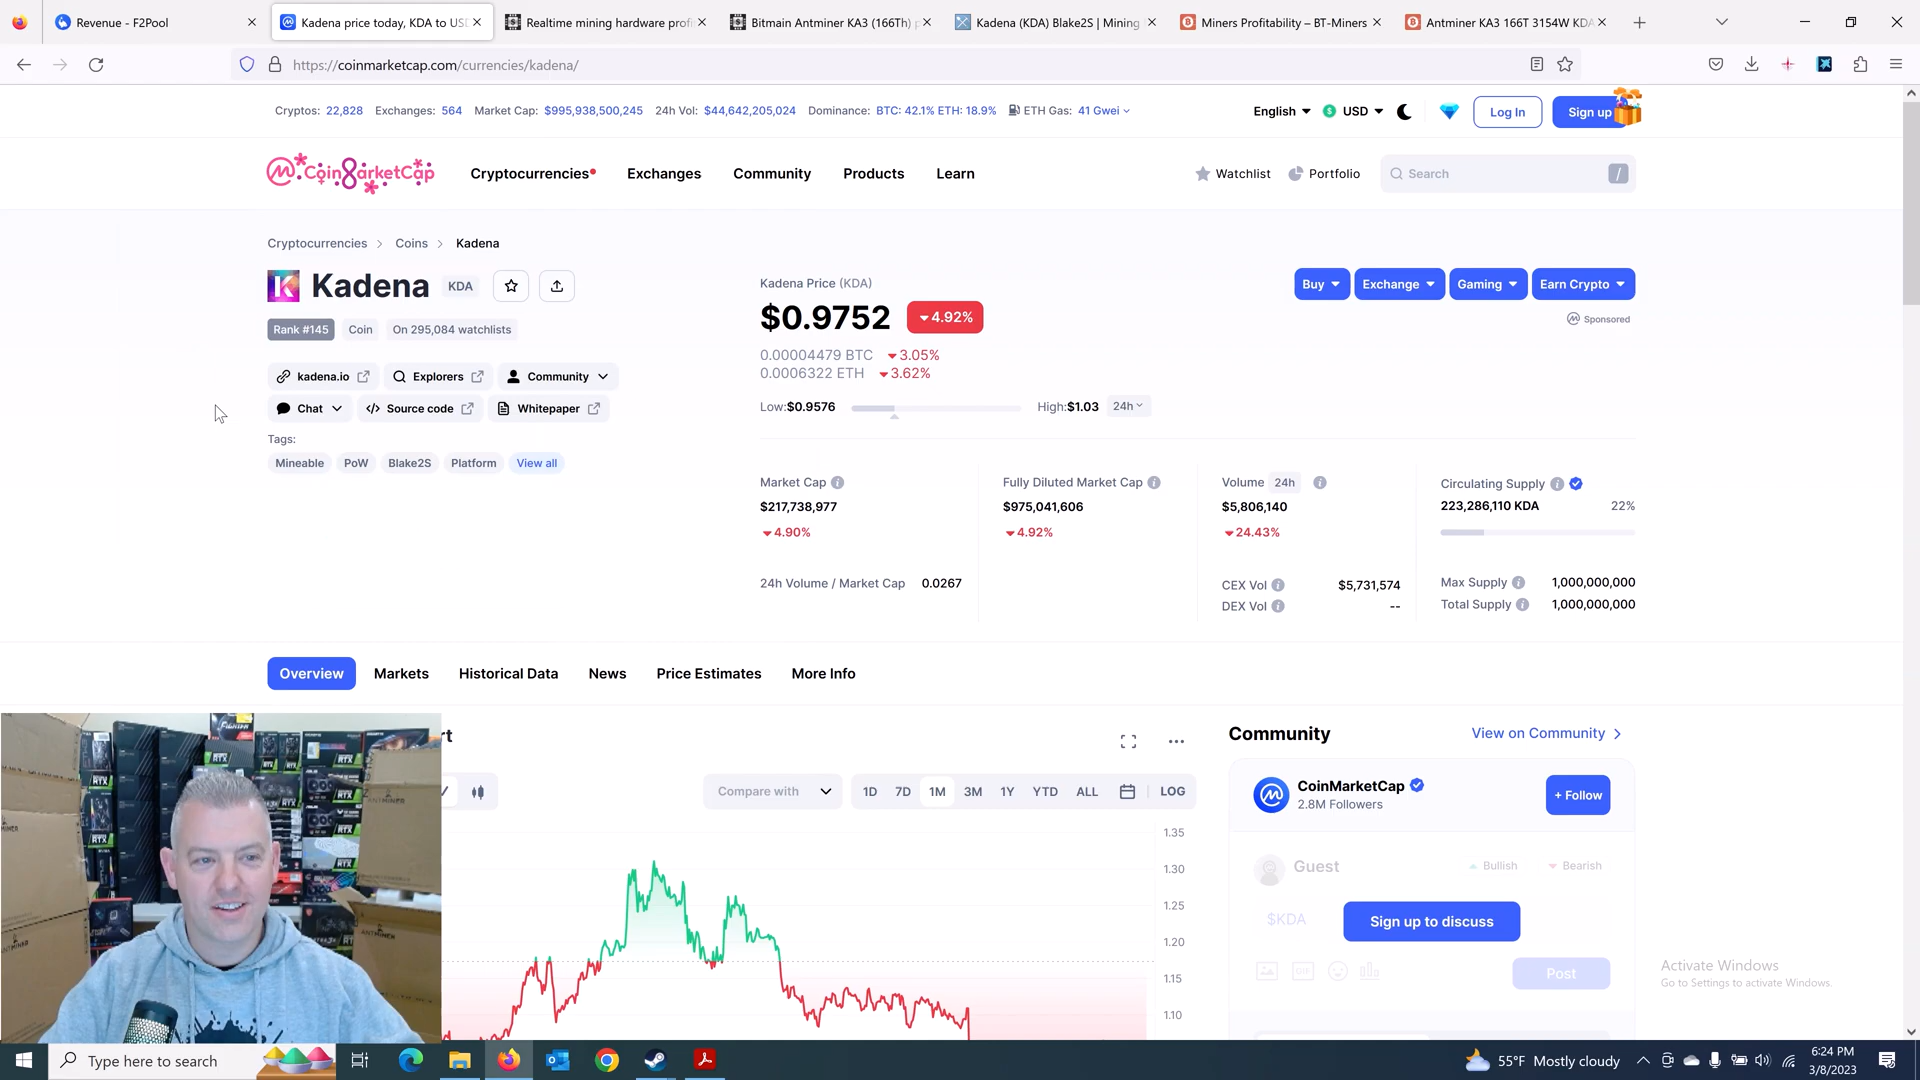 Revenue - F2Pool
Kadena price today, KDA to USD
Realtime mining hardware profi
Bitmain Antminer KA3 (166Th) p
Kadena (KDA) Blake2S | Mining
Miners Profitability – BT-Miners
Antminer KA3 166T 3154W KDA
https://coinmarketcap.com/currencies/kadena/
Cryptos: 22,828 Exchanges: 564 Market Cap: $995,938,500,245 24h Vol: $44,642,205,024 Dominance: BTC: 42.1% ETH: 18.9% ETH Gas: 41 Gwei
English USD Log In Sign up
CoinMarketCap
Cryptocurrencies Exchanges Community Products Learn
Watchlist Portfolio Search /
Cryptocurrencies > Coins > Kadena
Kadena KDA
Rank #145 Coin On 295,084 watchlists
kadena.io Explorers Community
Chat Source code Whitepaper
Tags:
Mineable PoW Blake2S Platform View all
Kadena Price (KDA)
$0.9752 4.92%
0.00004479 BTC 3.05%
0.0006322 ETH 3.62%
Low:$0.9576 High:$1.03 24h
Buy Exchange Gaming Earn Crypto
Sponsored
Market Cap
$217,738,977
4.90%
24h Volume / Market Cap 0.0267
Fully Diluted Market Cap
$975,041,606
4.92%
Volume 24h
$5,806,140
24.43%
CEX Vol $5,731,574
DEX Vol --
Circulating Supply
223,286,110 KDA 22%
Max Supply 1,000,000,000
Total Supply 1,000,000,000
Overview Markets Historical Data News Price Estimates More Info
rt
Compare with 1D 7D 1M 3M 1Y YTD ALL LOG
1.35
1.30
1.25
1.20
1.15
1.10
Community View on Community
CoinMarketCap
2.8M Followers
+ Follow
Guest Bullish Bearish
$KDA
Sign up to discuss
GIF
Post
Activate Windows
Go to Settings to activate Windows.
RTX
RTX
RTX
RTX
ANTMINER
Type here to search
55°F Mostly cloudy
6:24 PM
3/8/2023